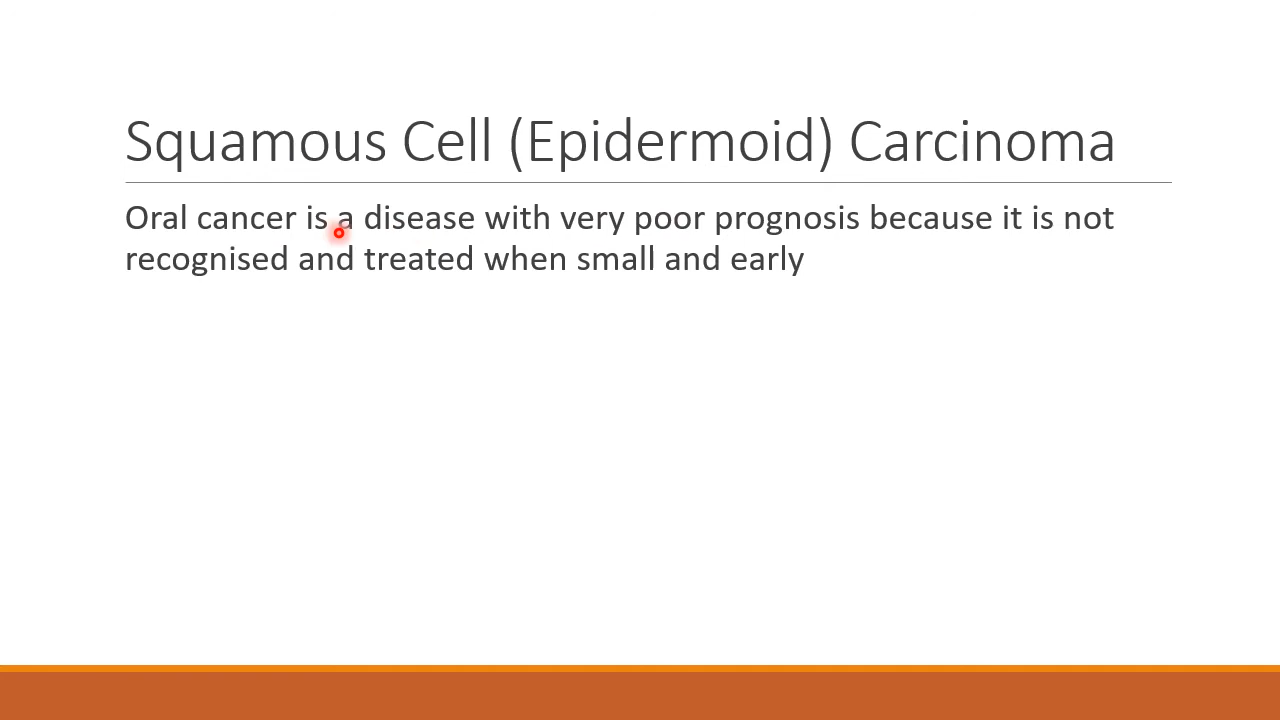 Squamous Cell (Epidermoid) Carcinoma
Oral cancer is a disease with very poor prognosis because it is not
recognised and treated when small and early